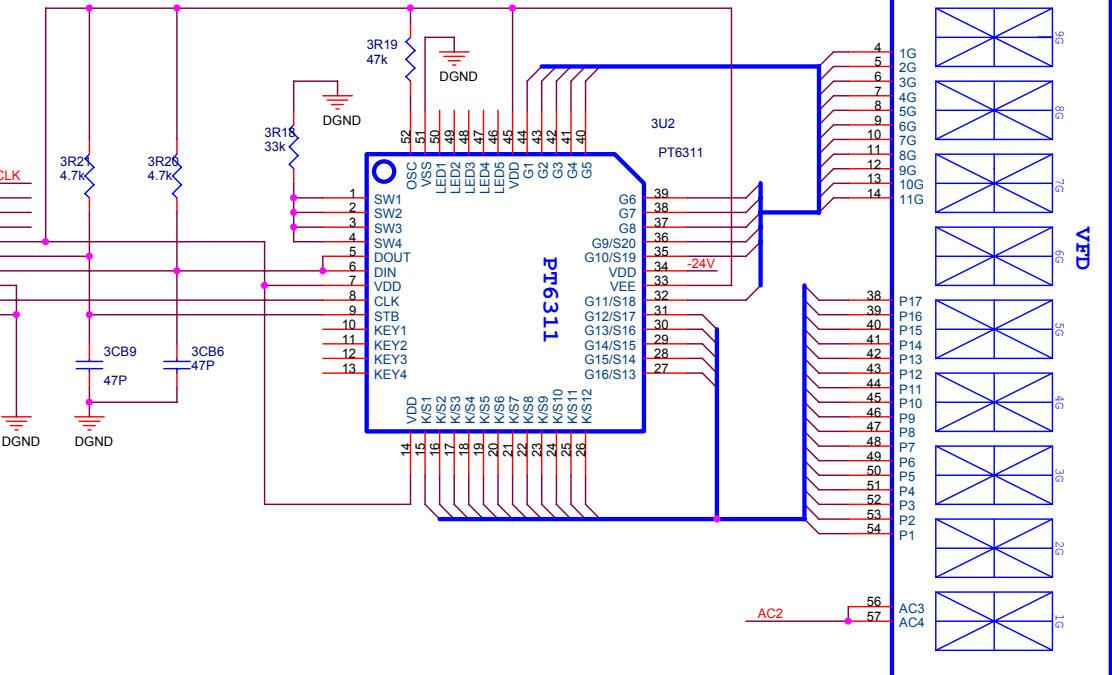 3R19
47k
DGND
3R18
33k
DGND
3R21
4.7k
3R20
4.7k
CLK
3CB9
47P
3CB6
47P
DGND
DGND
3U2
PT6311
PT6311
52 51 50 49 48 47 46 45 44 43 42 41 40
OSC VSS LED1 LED2 LED3 LED4 LED5 VDD G1 G2 G3 G4 G5
1 SW1
2 SW2
3 SW3
4 SW4
5 DOUT
6 DIN
7 VDD
8 CLK
9 STB
10 KEY1
11 KEY2
12 KEY3
13 KEY4
G6 39
G7 38
G8 37
G9/S20 36
G10/S19 35
VDD 34 -24V
VEE 33
G11/S18 32
G12/S17 31
G13/S16 30
G14/S15 29
G15/S14 28
G16/S13 27
VDD K/S1 K/S2 K/S3 K/S4 K/S5 K/S6 K/S7 K/S8 K/S9 K/S10 K/S11 K/S12
14 15 16 17 18 19 20 21 22 23 24 25 26
4 1G
5 2G
6 3G
7 4G
8 5G
9 6G
10 7G
11 8G
12 9G
13 10G
14 11G
38 P17
39 P16
40 P15
41 P14
42 P13
43 P12
44 P11
45 P10
46 P9
47 P8
48 P7
49 P6
50 P5
51 P4
52 P3
53 P2
54 P1
AC2
56 AC3
57 AC4
9G
8G
7G
6G
5G
4G
3G
2G
1G
VFD